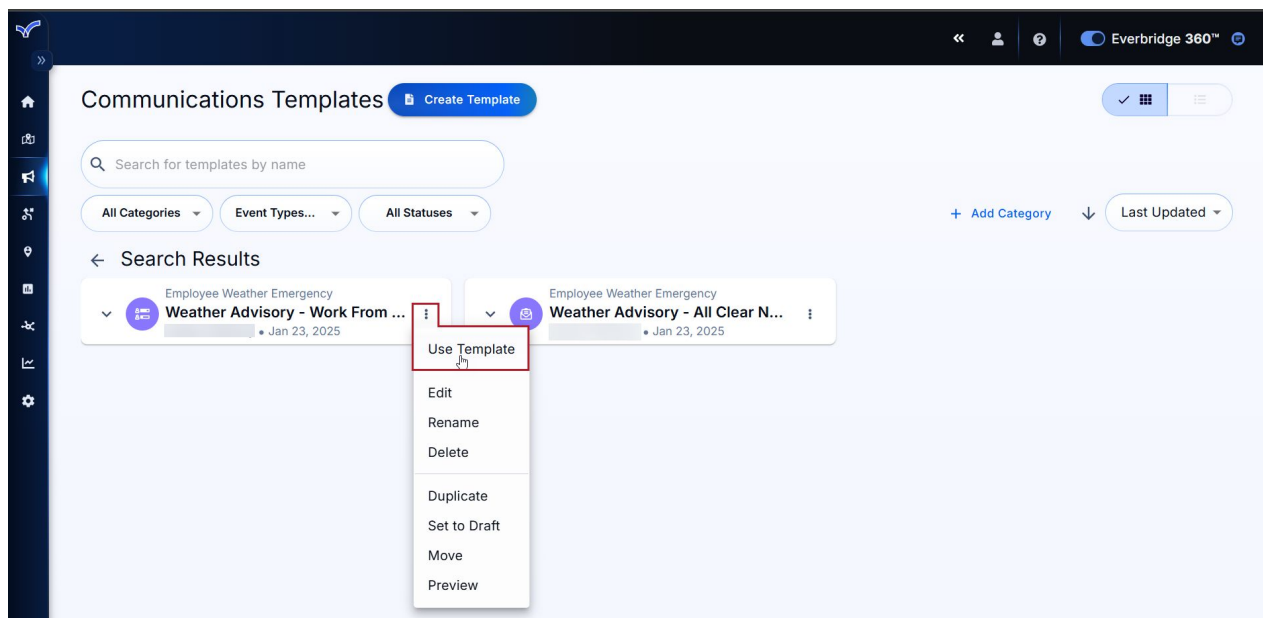 Everbridge 360™
Communications Templates
Create Template
Search for templates by name
All Categories
Event Types...
All Statuses
+ Add Category
Last Updated
Search Results
Employee Weather Emergency
Weather Advisory - Work From ...
• Jan 23, 2025
Employee Weather Emergency
Weather Advisory - All Clear N...
• Jan 23, 2025
Use Template
Edit
Rename
Delete
Duplicate
Set to Draft
Move
Preview